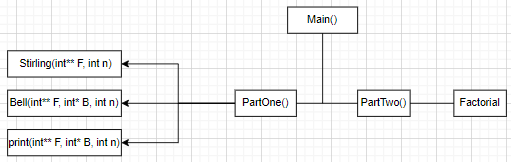 Main()
Stirling(int** F, int n)
Bell(int** F, int* B, int n)
PartOne()
PartTwo()
Factorial
print(int** F, int* B, int n)